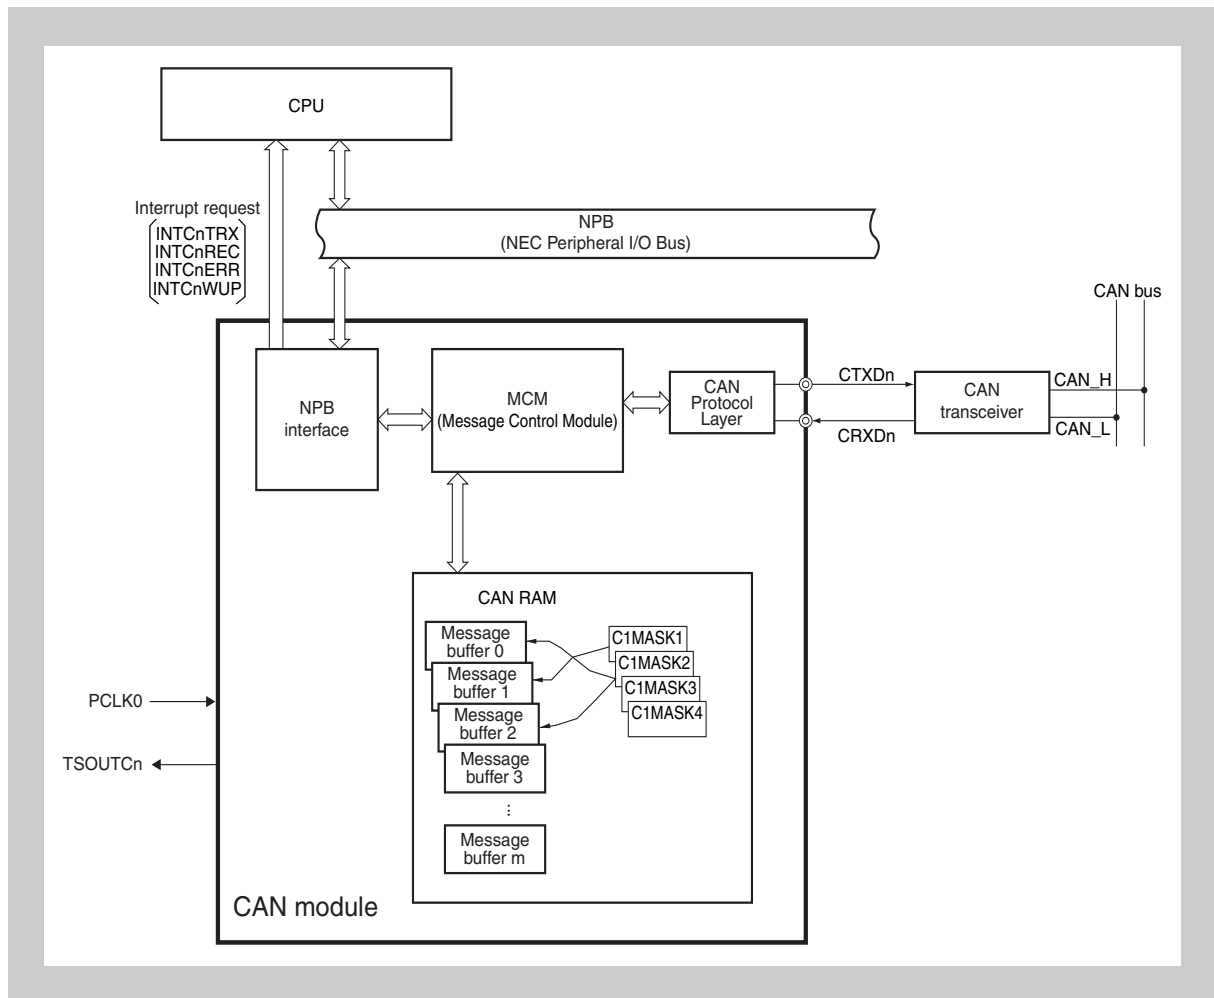 CPU
Interrupt request
INTCnTRX
INTCnREC
INTCnERR
INTCnWUP
NPB
(NEC Peripheral I/O Bus)
CAN bus
NPB
interface
MCM
(Message Control Module)
CAN
Protocol
Layer
CTXDn
CRXDn
CAN
transceiver
CAN_H
CAN_L
CAN RAM
Message
buffer 0
Message
buffer 1
Message
buffer 2
Message
buffer 3
...
Message
buffer m
C1MASK1
C1MASK2
C1MASK3
C1MASK4
PCLK0
TSOUTCn
CAN module